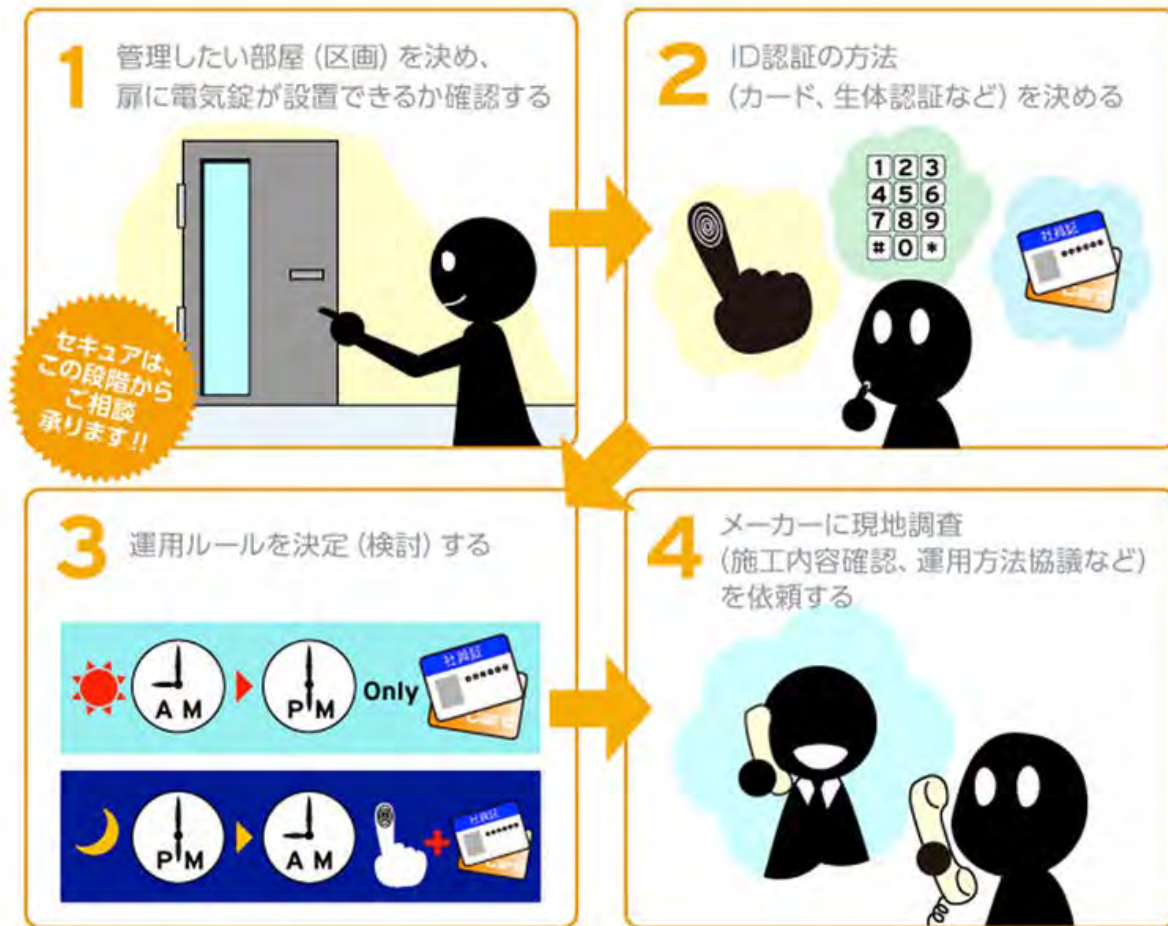 1
管理したい部屋（区画）を決め、
扉に電気錠が設置できるか確認する
セキュアは、
この段階から
ご相談
承ります!!
2
ID認証の方法
（カード、生体認証など）を決める
1 2 3
4 5 6
7 8 9
# 0 *
社員証
3
運用ルールを決定（検討）する
AM
PM
Only
社員証
Card
PM
AM
+
社員証
4
メーカーに現地調査
（施工内容確認、運用方法協議など）
を依頼する